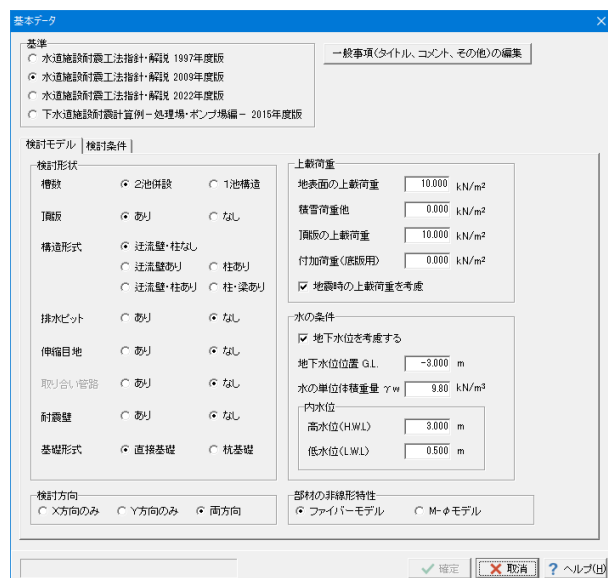 基本データ
基準
水道施設耐震工法指針・解説 1997年度版
水道施設耐震工法指針・解説 2009年度版
水道施設耐震工法指針・解説 2022年度版
下水道施設耐震計算例－処理場・ポンプ場編－ 2015年度版
一般事項(タイトル、コメント、その他)の編集
検討モデル 検討条件
検討形状
槽数 2池併設 1池構造
頂版 あり なし
構造形式 迂流壁・柱なし
迂流壁あり 柱あり
迂流壁・柱あり 柱・梁あり
排水ピット あり なし
伸縮目地 あり なし
取り合い管路 あり なし
耐震壁 あり なし
基礎形式 直接基礎 杭基礎
検討方向
X方向のみ Y方向のみ 両方向
上載荷重
地表面の上載荷重 10.000 kN/m²
積雪荷重他 0.000 kN/m²
頂版の上載荷重 10.000 kN/m²
付加荷重(底版用) 0.000 kN/m²
地震時の上載荷重を考慮
水の条件
地下水位を考慮する
地下水位位置 G.L. -3.000 m
水の単位体積重量 γw 9.80 kN/m³
内水位
高水位(H.W.L) 3.000 m
低水位(L.W.L) 0.500 m
部材の非線形特性
ファイバーモデル M-φモデル
確定 取消 ヘルプ(H)